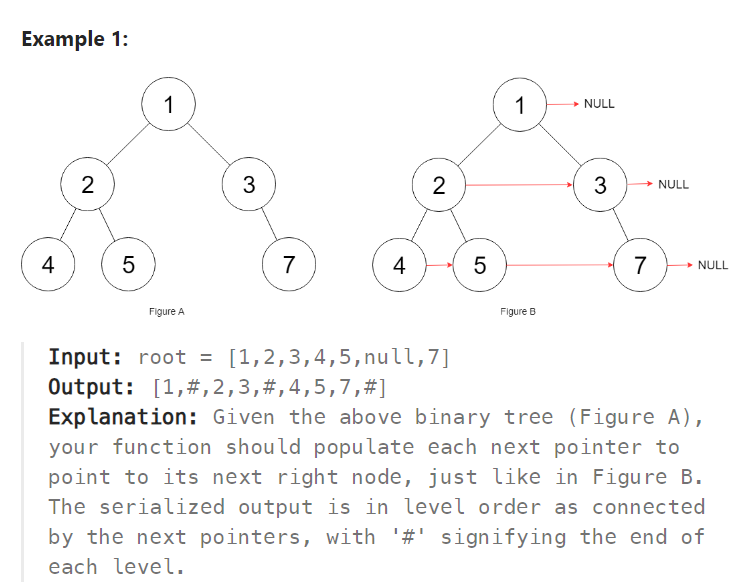 Example 1:
1
2 3
4 5 7
Figure A
1 NULL
2 3 NULL
4 5 7 NULL
Figure B
Input: root = [1,2,3,4,5,null,7]
Output: [1,#,2,3,#,4,5,7,#]
Explanation: Given the above binary tree (Figure A),
your function should populate each next pointer to
point to its next right node, just like in Figure B.
The serialized output is in level order as connected
by the next pointers, with '#' signifying the end of
each level.